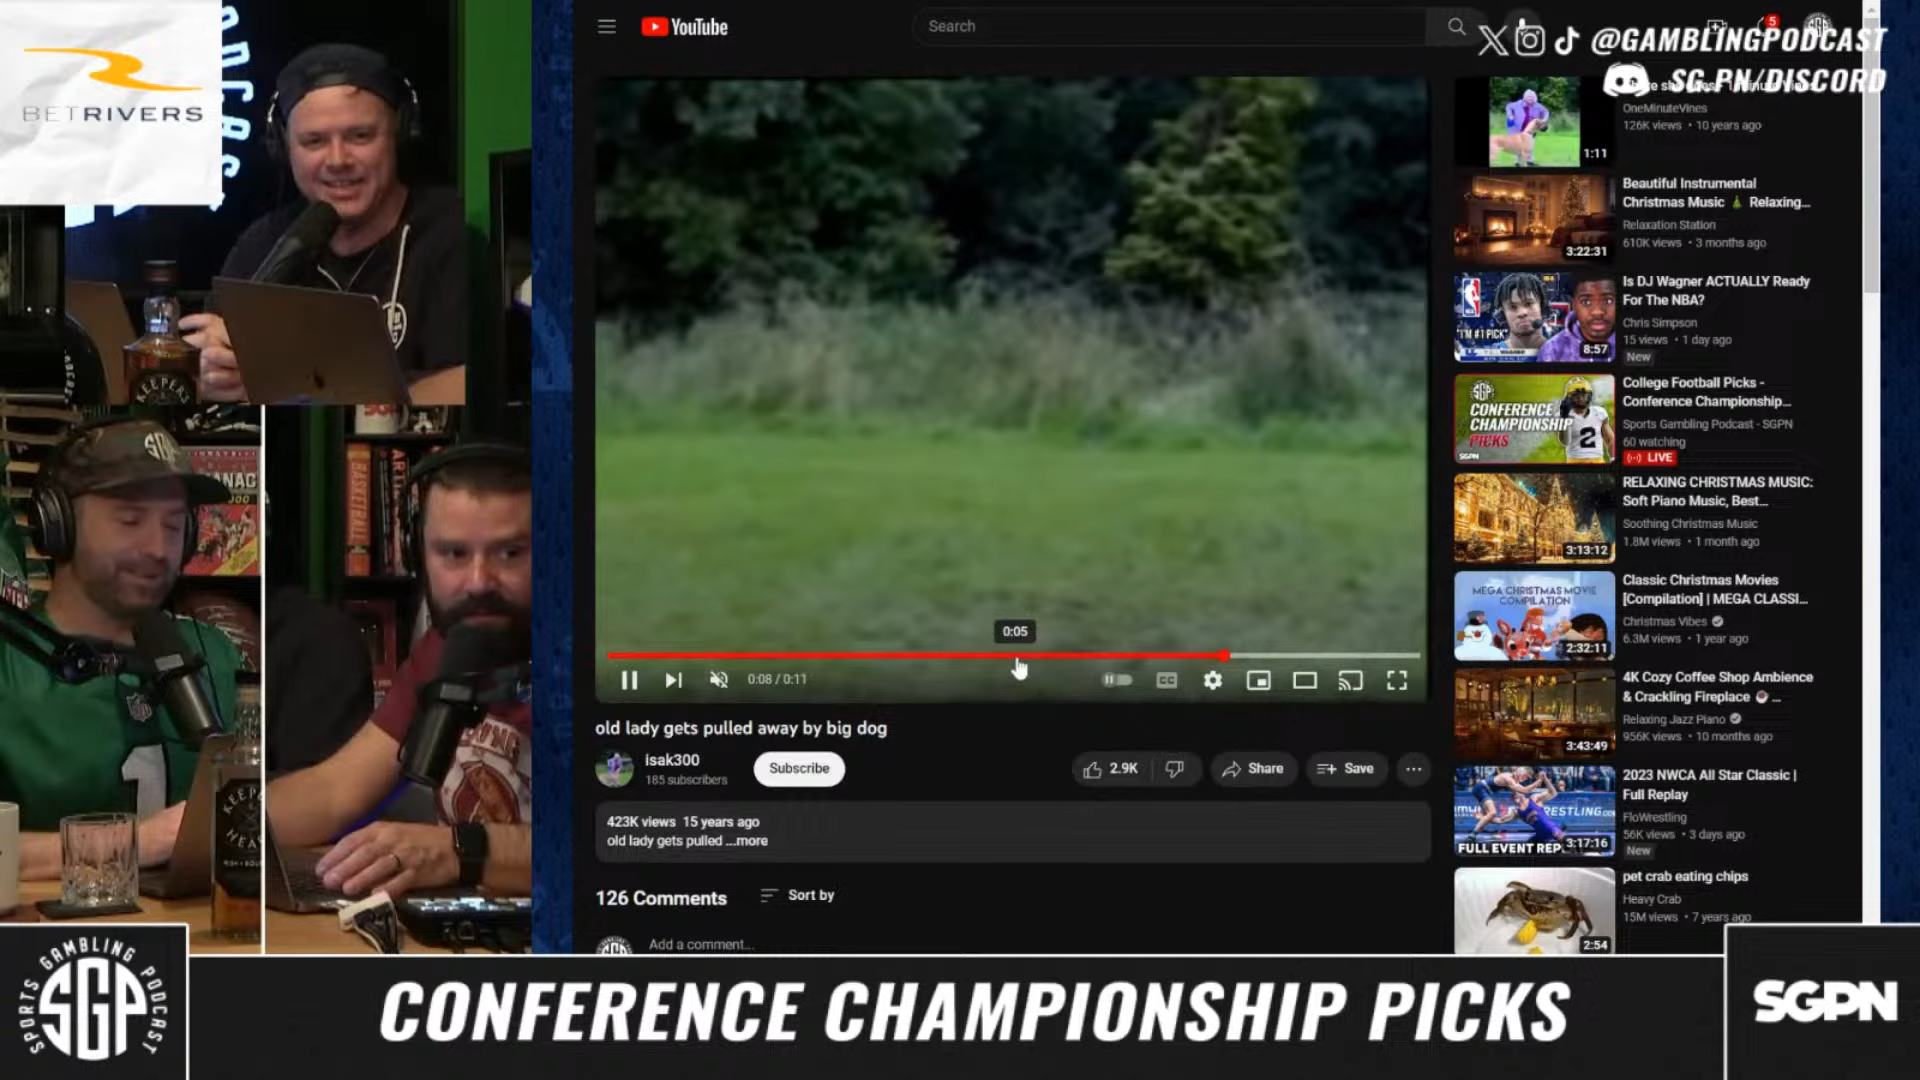 BETRIVERS
YouTube
Search
5
@GAMBLINGPODCAST
SG.PN/DISCORD
OneMinuteVines
126K views • 10 years ago
1:11
Beautiful Instrumental
Christmas Music 🎄 Relaxing...
Relaxation Station
610K views • 3 months ago
3:22:31
Is DJ Wagner ACTUALLY Ready
For The NBA?
Chris Simpson
15 views • 1 day ago
New
"I'M #1 PICK"
8:57
College Football Picks -
Conference Championship...
Sports Gambling Podcast - SGPN
60 watching
LIVE
CONFERENCE
CHAMPIONSHIP
PICKS
2
SGPN
RELAXING CHRISTMAS MUSIC:
Soft Piano Music, Best...
Soothing Christmas Music
1.8M views • 1 month ago
3:13:12
Classic Christmas Movies
[Compilation] | MEGA CLASSI...
Christmas Vibes
6.3M views • 1 year ago
MEGA CHRISTMAS MOVIE
COMPILATION
2:32:11
4K Cozy Coffee Shop Ambience
& Crackling Fireplace ☕ ...
Relaxing Jazz Piano
956K views • 10 months ago
3:43:49
2023 NWCA All Star Classic |
Full Replay
FloWrestling
56K views • 3 days ago
New
FULL EVENT REP
3:17:16
pet crab eating chips
Heavy Crab
15M views • 7 years ago
2:54
0:05
0:08 / 0:11
CC
old lady gets pulled away by big dog
isak300
185 subscribers
Subscribe
2.9K
Share
Save
423K views 15 years ago
old lady gets pulled ...more
126 Comments
Sort by
Add a comment...
KEEPER'S
BASKETBALL
1
SPORTS GAMBLING PODCAST
SGP
CONFERENCE CHAMPIONSHIP PICKS
SGPN